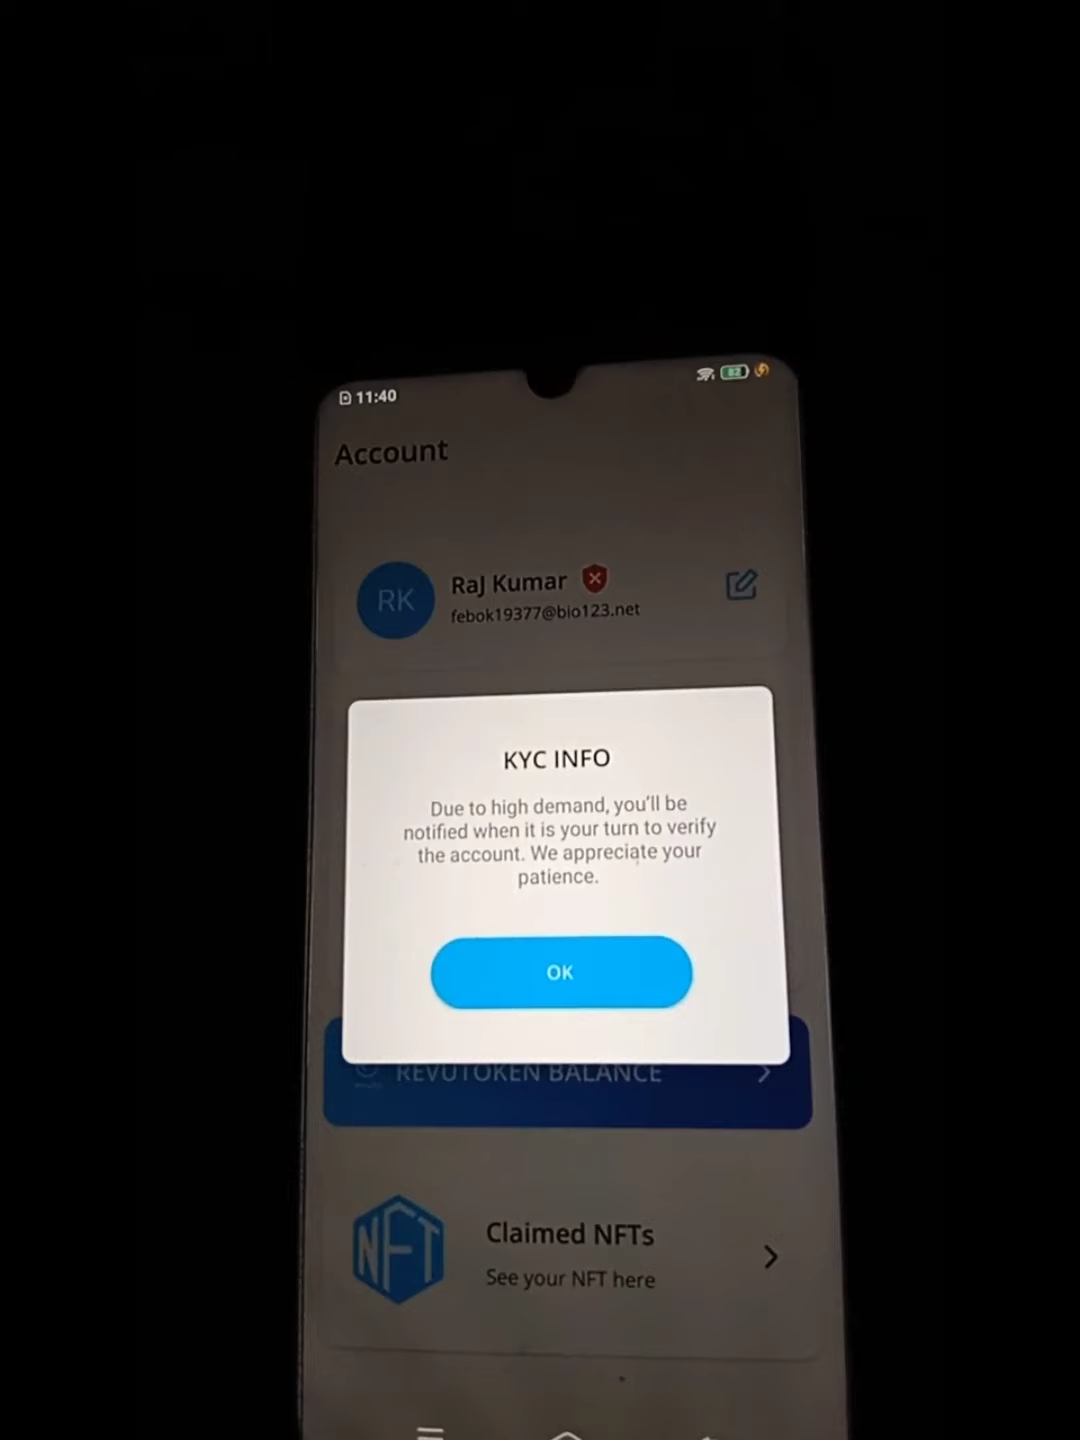 11:40
82
Account
RK
RaJ Kumar
febok19377@bio123.net
KYC INFO
Due to high demand, you'll be
notified when it is your turn to verify
the account. We appreciate your
patience.
OK
REVUTOKEN BALANCE
NFT
Claimed NFTs
See your NFT here